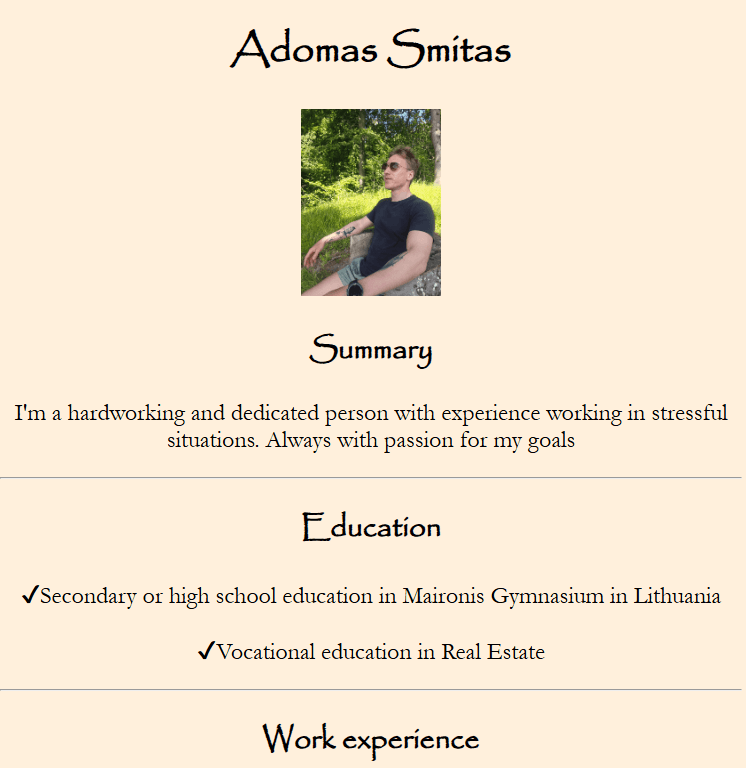 Adomas Smitas
Summary
I'm a hardworking and dedicated person with experience working in stressful
situations. Always with passion for my goals
Education
✓Secondary or high school education in Maironis Gymnasium in Lithuania
✓Vocational education in Real Estate
Work experience